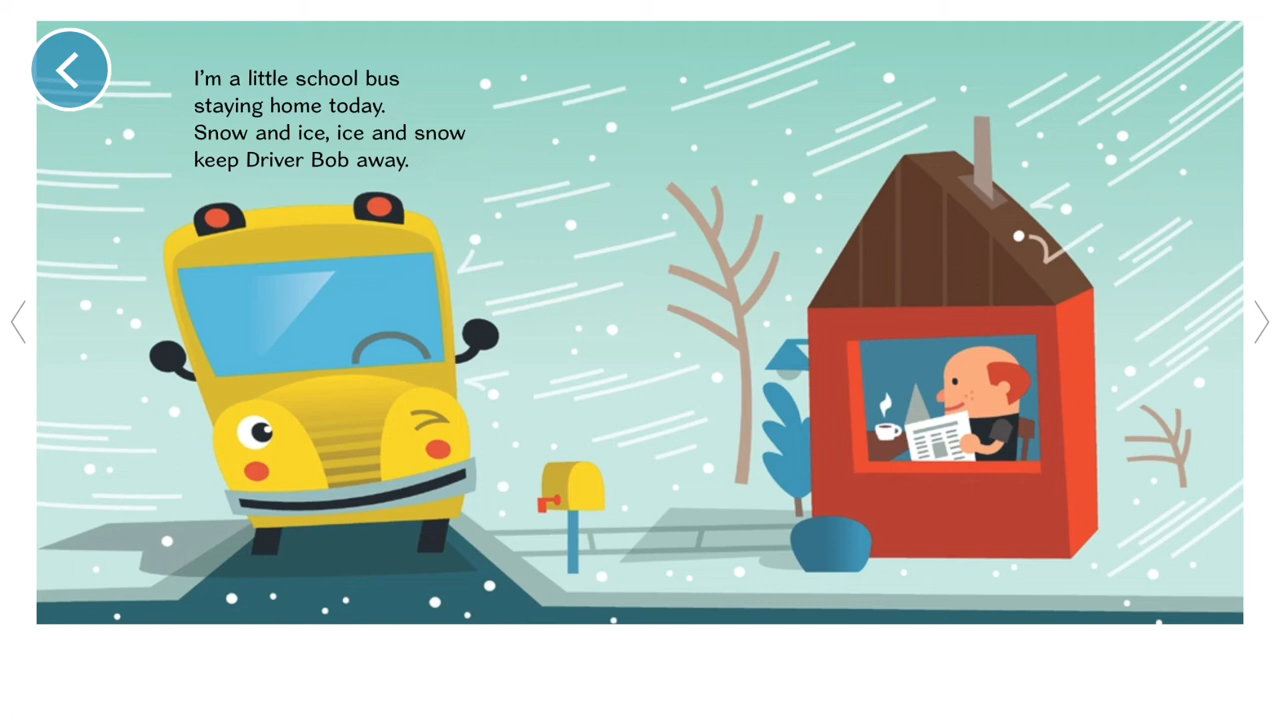 I'm a little school bus
staying home today.
Snow and ice, ice and snow
keep Driver Bob away.